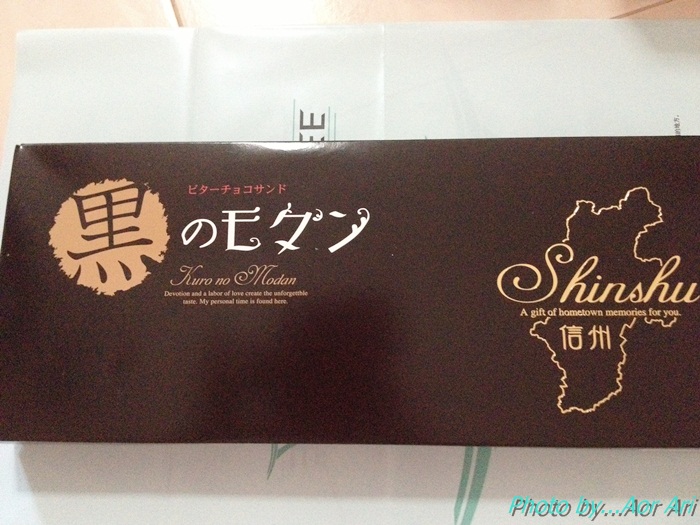 ビターチョコサンド
黒のモダン
Kuro no Modan
Devotion and a labor of love create the unforgettble
taste. My personal time is found here.
Shinshu
A gift of hometown memories for you.
信州
Photo by...Aor Ari